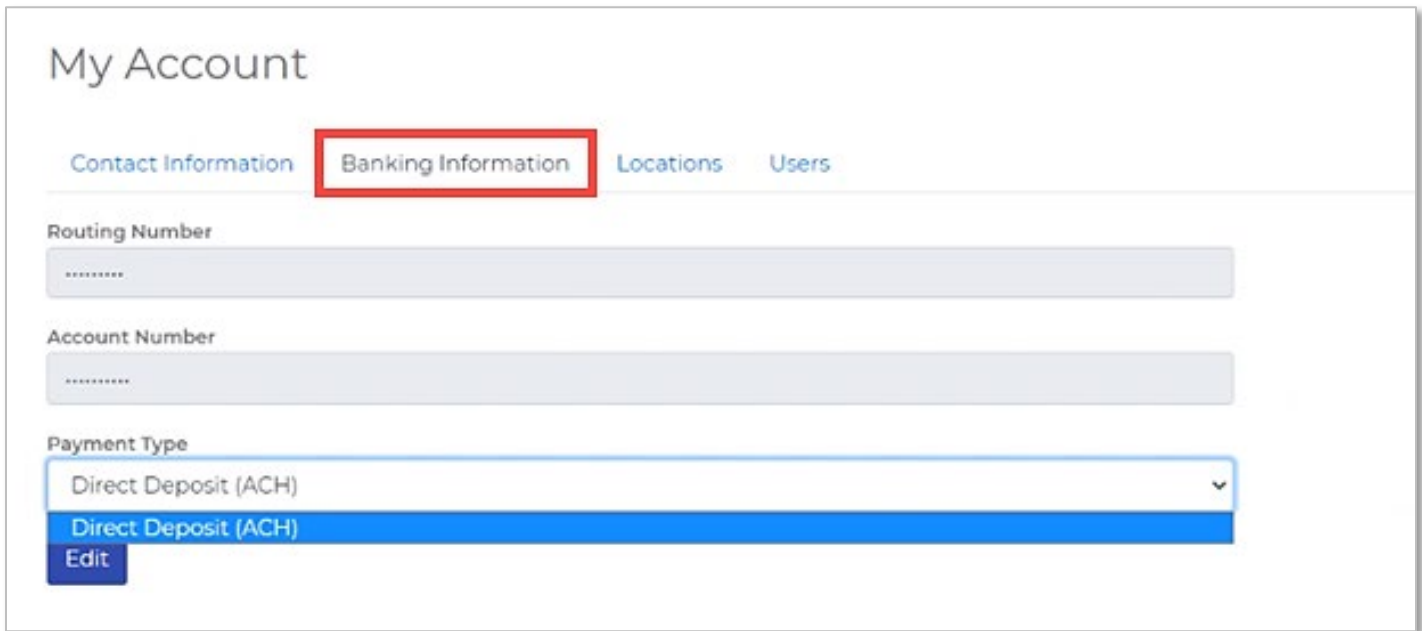 My Account
Contact Information Banking Information Locations Users
Routing Number
•••••••••
Account Number
••••••••••
Payment Type
Direct Deposit (ACH)
Direct Deposit (ACH)
Edit